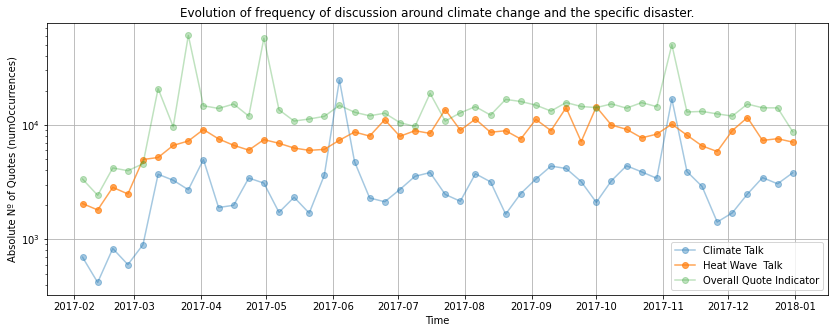 Evolution of frequency of discussion around climate change and the specific disaster.
Absolute Nº of Quotes (numOccurrences)
10⁴
10³
Climate Talk
Heat Wave  Talk
Overall Quote Indicator
2017-02 2017-03 2017-04 2017-05 2017-06 2017-07 2017-08 2017-09 2017-10 2017-11 2017-12 2018-01
Time